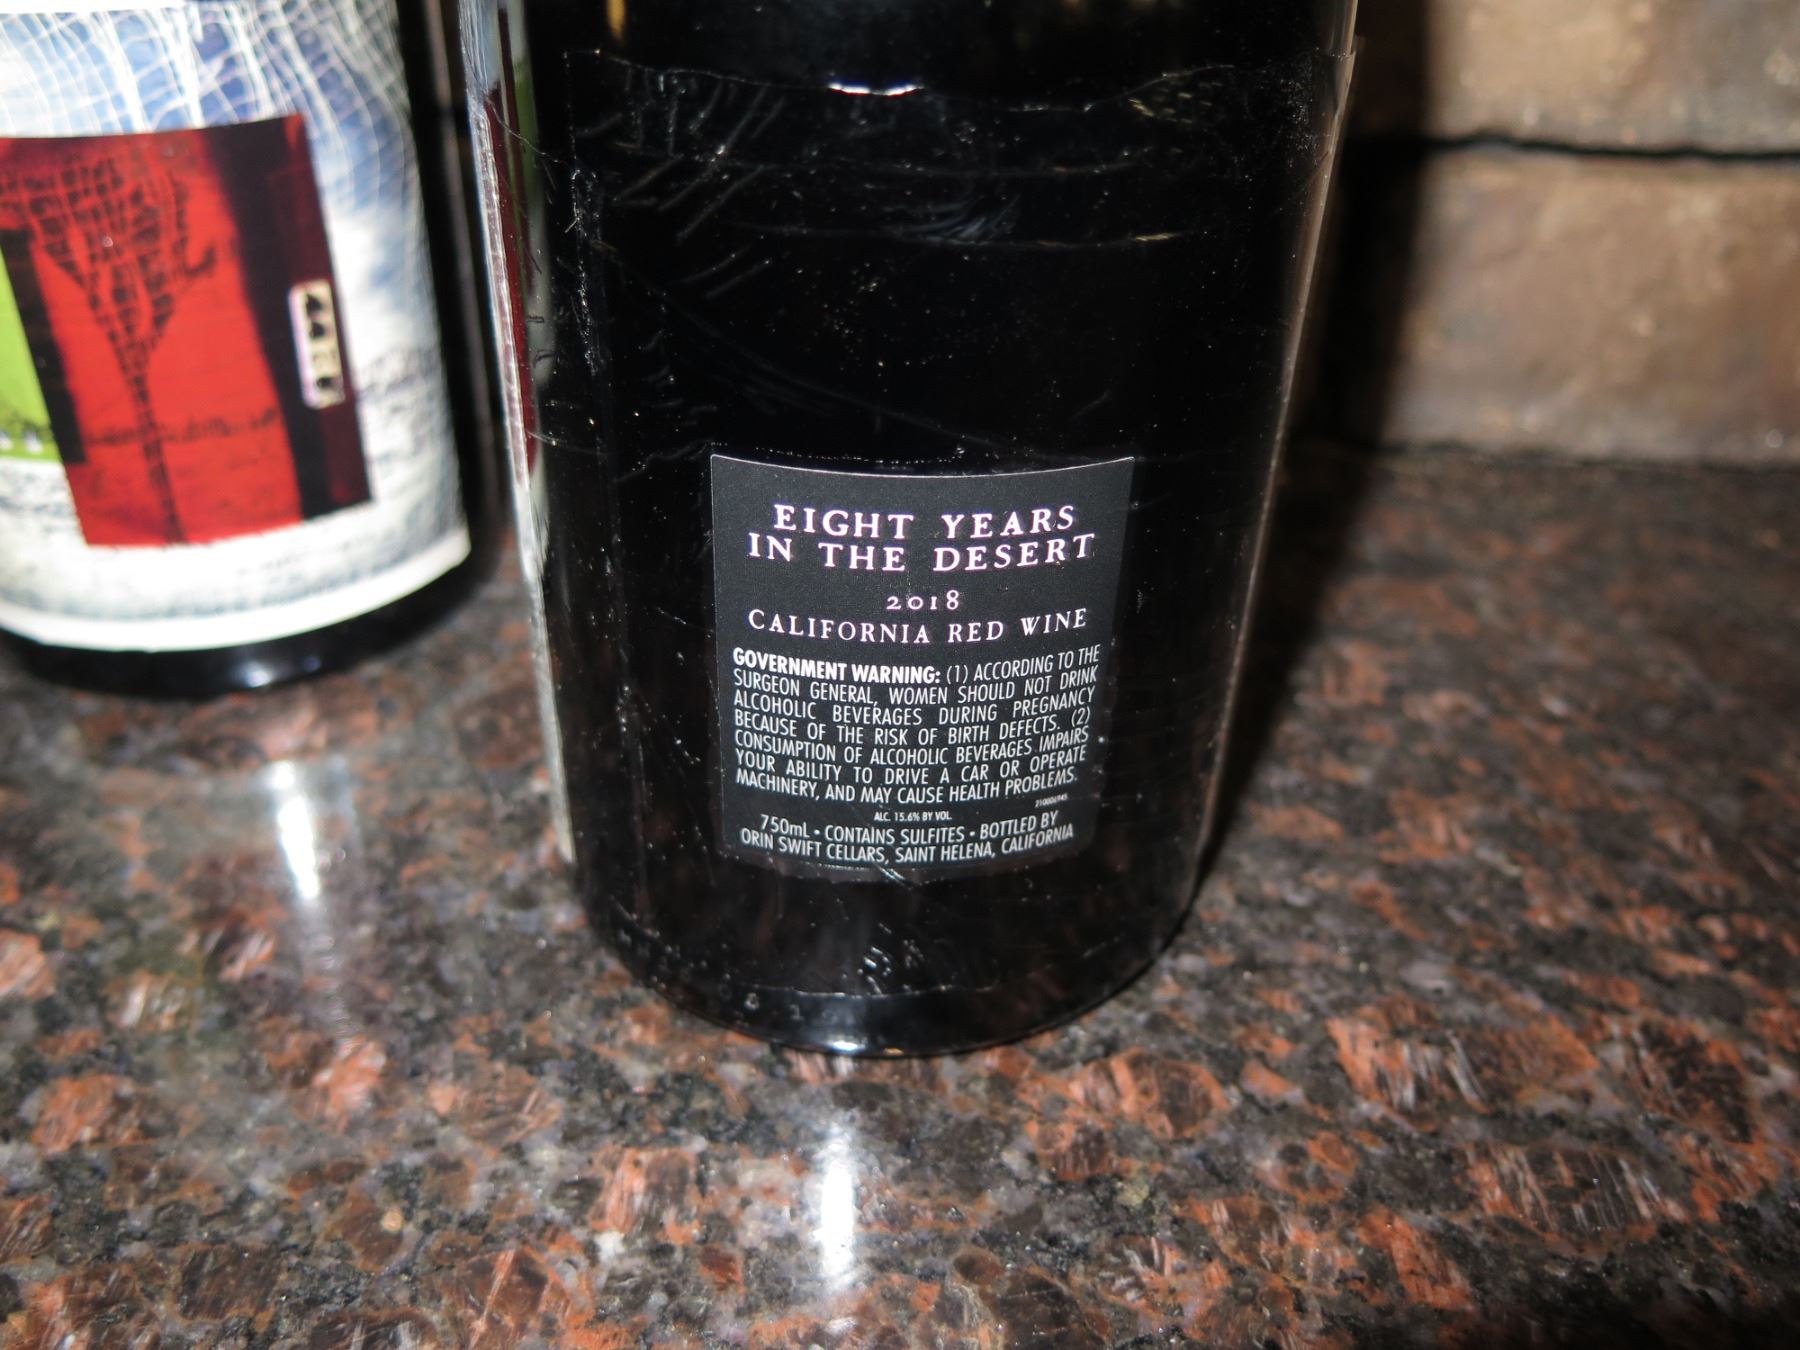 EIGHT YEARS
IN THE DESERT
2018
CALIFORNIA RED WINE
GOVERNMENT WARNING: (1) ACCORDING TO THE
SURGEON GENERAL, WOMEN SHOULD NOT DRINK
ALCOHOLIC BEVERAGES DURING PREGNANCY
BECAUSE OF THE RISK OF BIRTH DEFECTS. (2)
CONSUMPTION OF ALCOHOLIC BEVERAGES IMPAIRS
YOUR ABILITY TO DRIVE A CAR OR OPERATE
MACHINERY, AND MAY CAUSE HEALTH PROBLEMS.
ALC. 15.6% BY VOL.
750mL • CONTAINS SULFITES • BOTTLED BY
ORIN SWIFT CELLARS, SAINT HELENA, CALIFORNIA